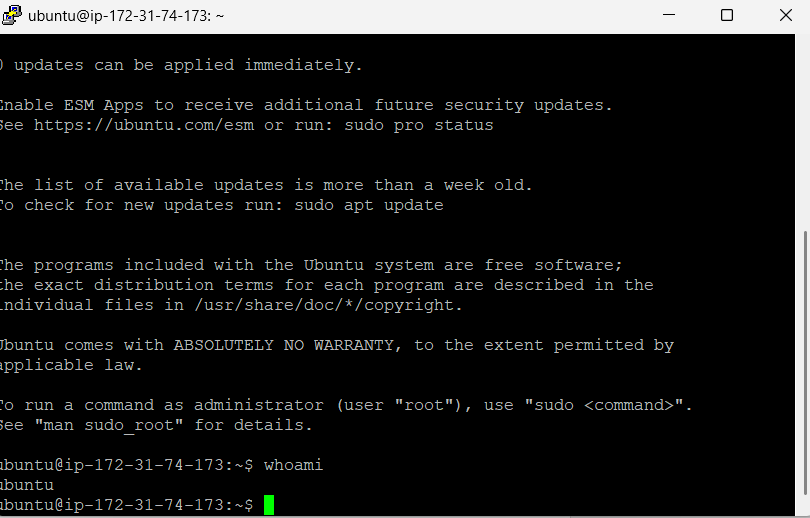 ubuntu@ip-172-31-74-173: ~
0 updates can be applied immediately.
Enable ESM Apps to receive additional future security updates.
See https://ubuntu.com/esm or run: sudo pro status
The list of available updates is more than a week old.
To check for new updates run: sudo apt update
The programs included with the Ubuntu system are free software;
the exact distribution terms for each program are described in the
individual files in /usr/share/doc/*/copyright.
Ubuntu comes with ABSOLUTELY NO WARRANTY, to the extent permitted by
applicable law.
To run a command as administrator (user "root"), use "sudo <command>".
See "man sudo_root" for details.
ubuntu@ip-172-31-74-173:~$ whoami
ubuntu
ubuntu@ip-172-31-74-173:~$